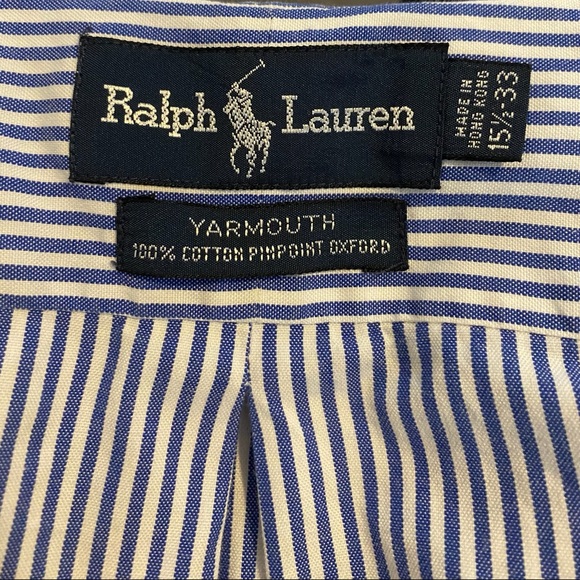 Ralph Lauren
MADE IN
HONG KONG
15½-33
YARMOUTH
100% COTTON PINPOINT OXFORD